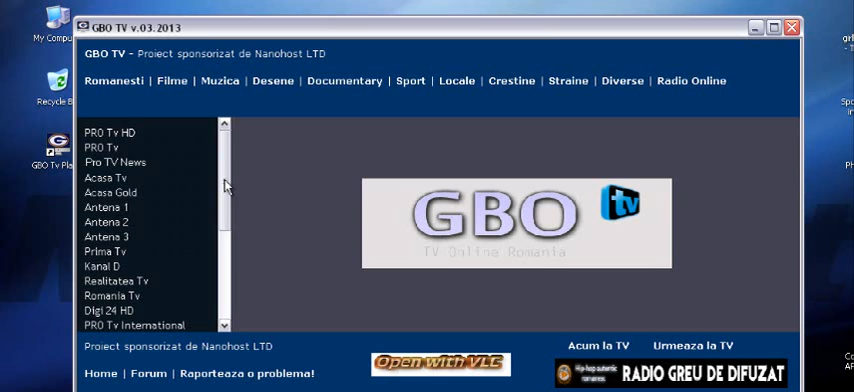 GBO TV v.03.2013
My Compu
GBO TV - Proiect sponsorizat de Nanohost LTD
Romanesti | Filme | Muzica | Desene | Documentary | Sport | Locale | Crestine | Straine | Diverse | Radio Online
Recycle B
GBO Tv Pla
PRO Tv HD
PRO Tv
Pro TV News
Acasa Tv
Acasa Gold
Antena 1
Antena 2
Antena 3
Prima Tv
Kanal D
Realitatea Tv
Romania Tv
Digi 24 HD
PRO Tv International
GBO tv
TV Online Romania
Proiect sponsorizat de Nanohost LTD
Home | Forum | Raporteaza o problema!
Open with VLC
Acum la TV Urmeaza la TV
Hip-hop autentic
romanesc
RADIO GREU DE DIFUZAT